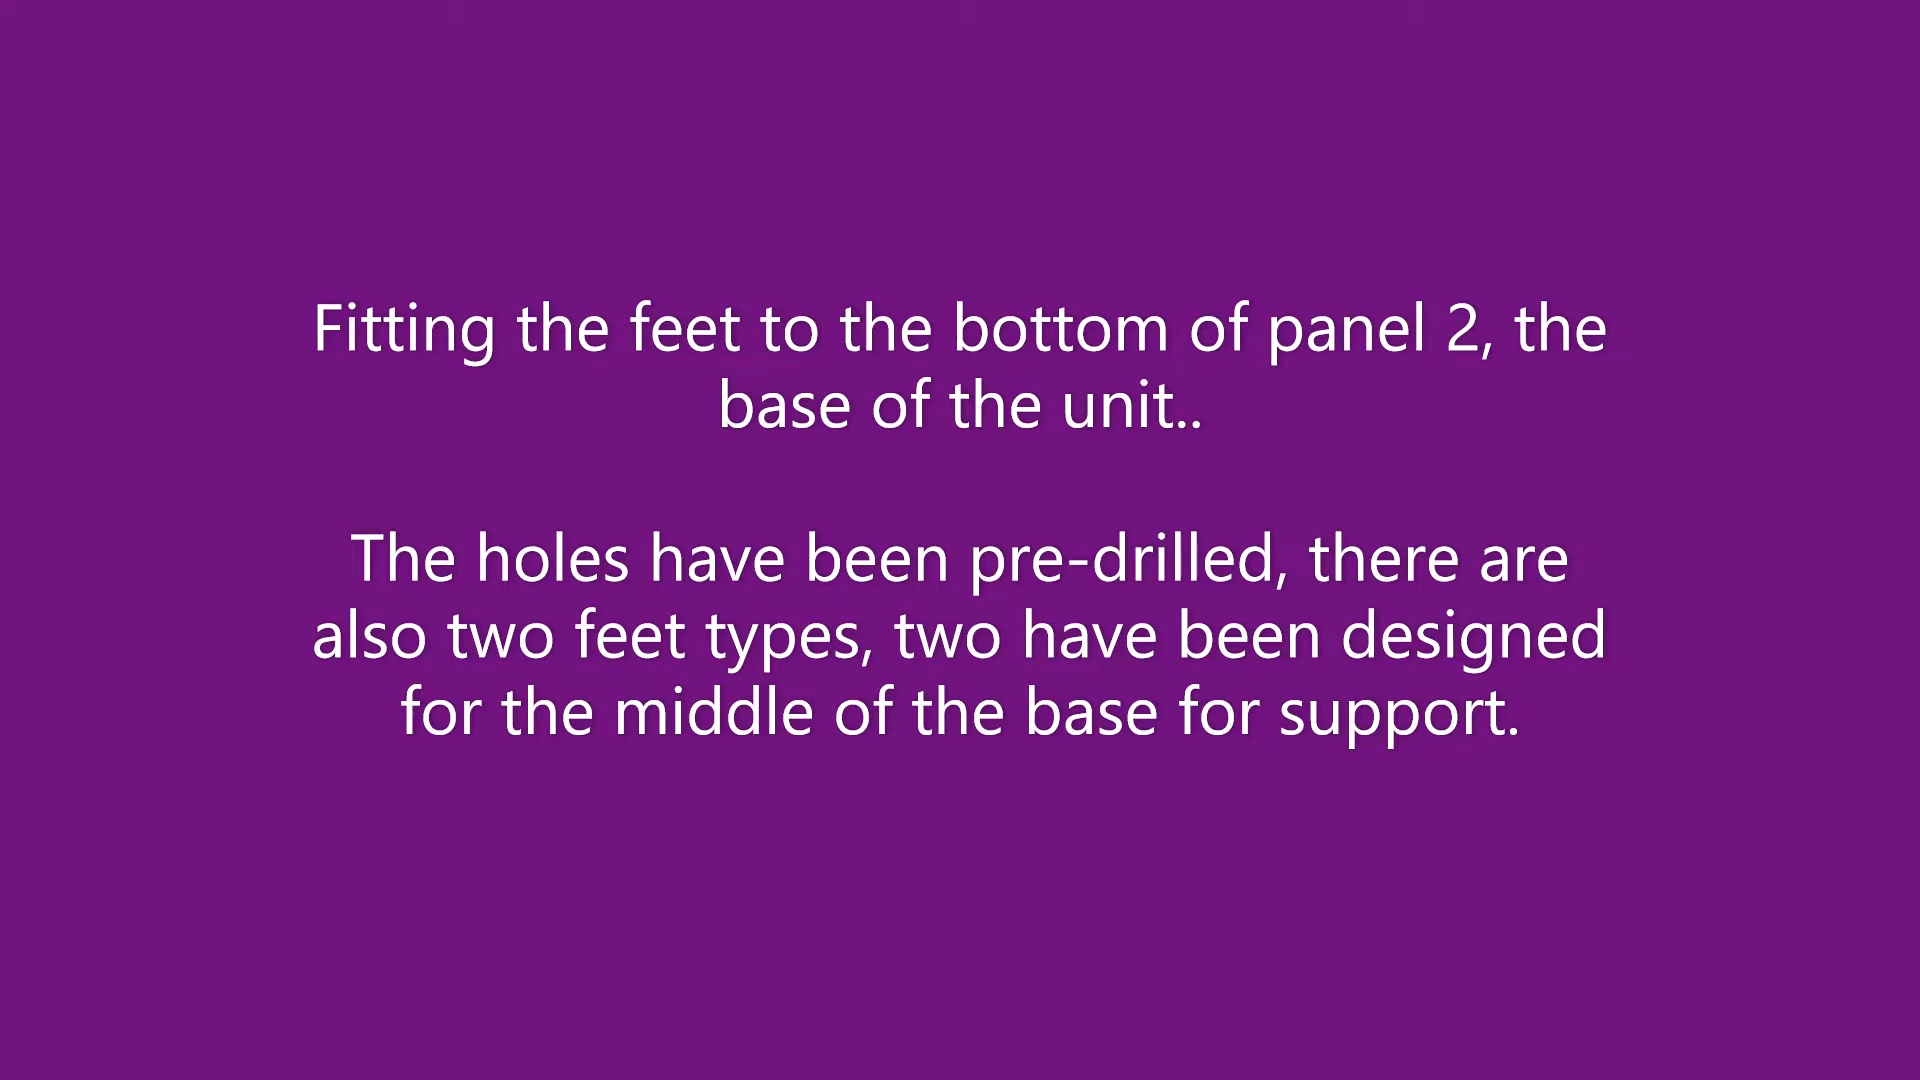 Fitting the feet to the bottom of panel 2, the
base of the unit..
The holes have been pre-drilled, there are
also two feet types, two have been designed
for the middle of the base for support.